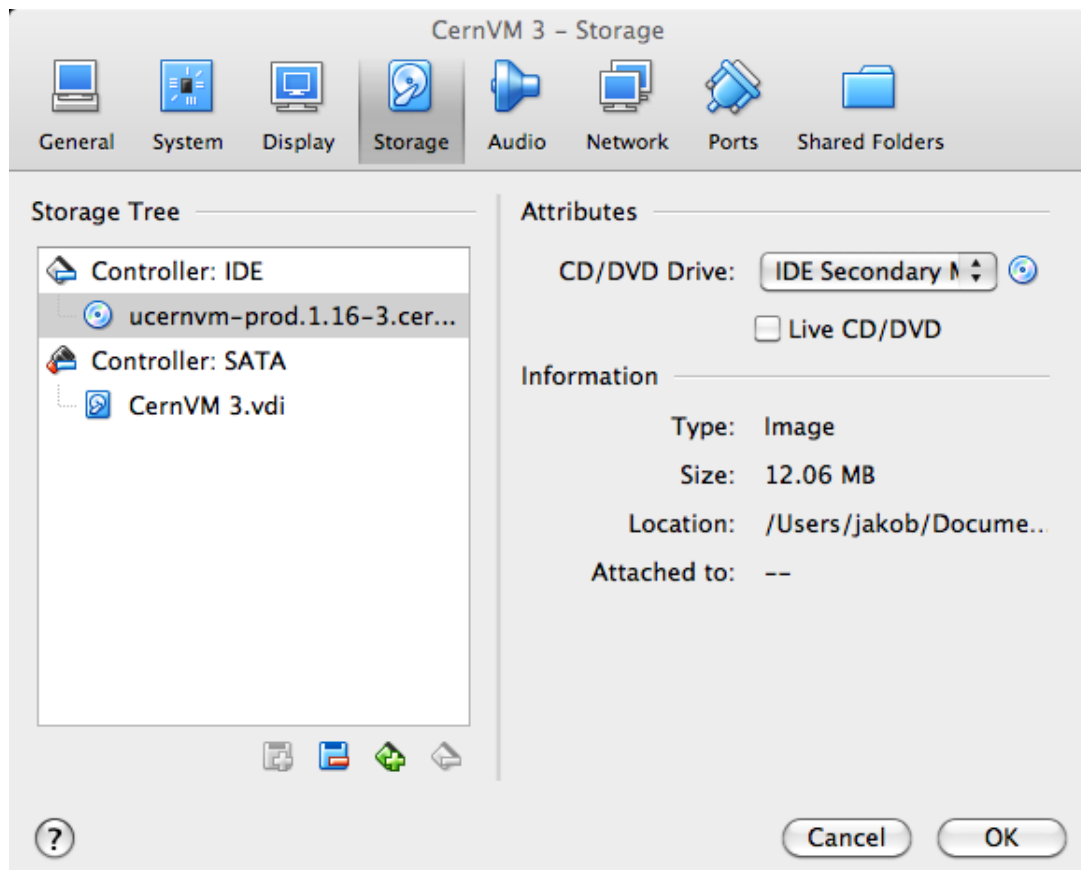 CernVM 3 – Storage
General System Display Storage Audio Network Ports Shared Folders
Storage Tree
Controller: IDE
ucernvm-prod.1.16-3.cer...
Controller: SATA
CernVM 3.vdi
Attributes
CD/DVD Drive: IDE Secondary M
Live CD/DVD
Information
Type: Image
Size: 12.06 MB
Location: /Users/jakob/Docume...
Attached to: --
?
Cancel OK